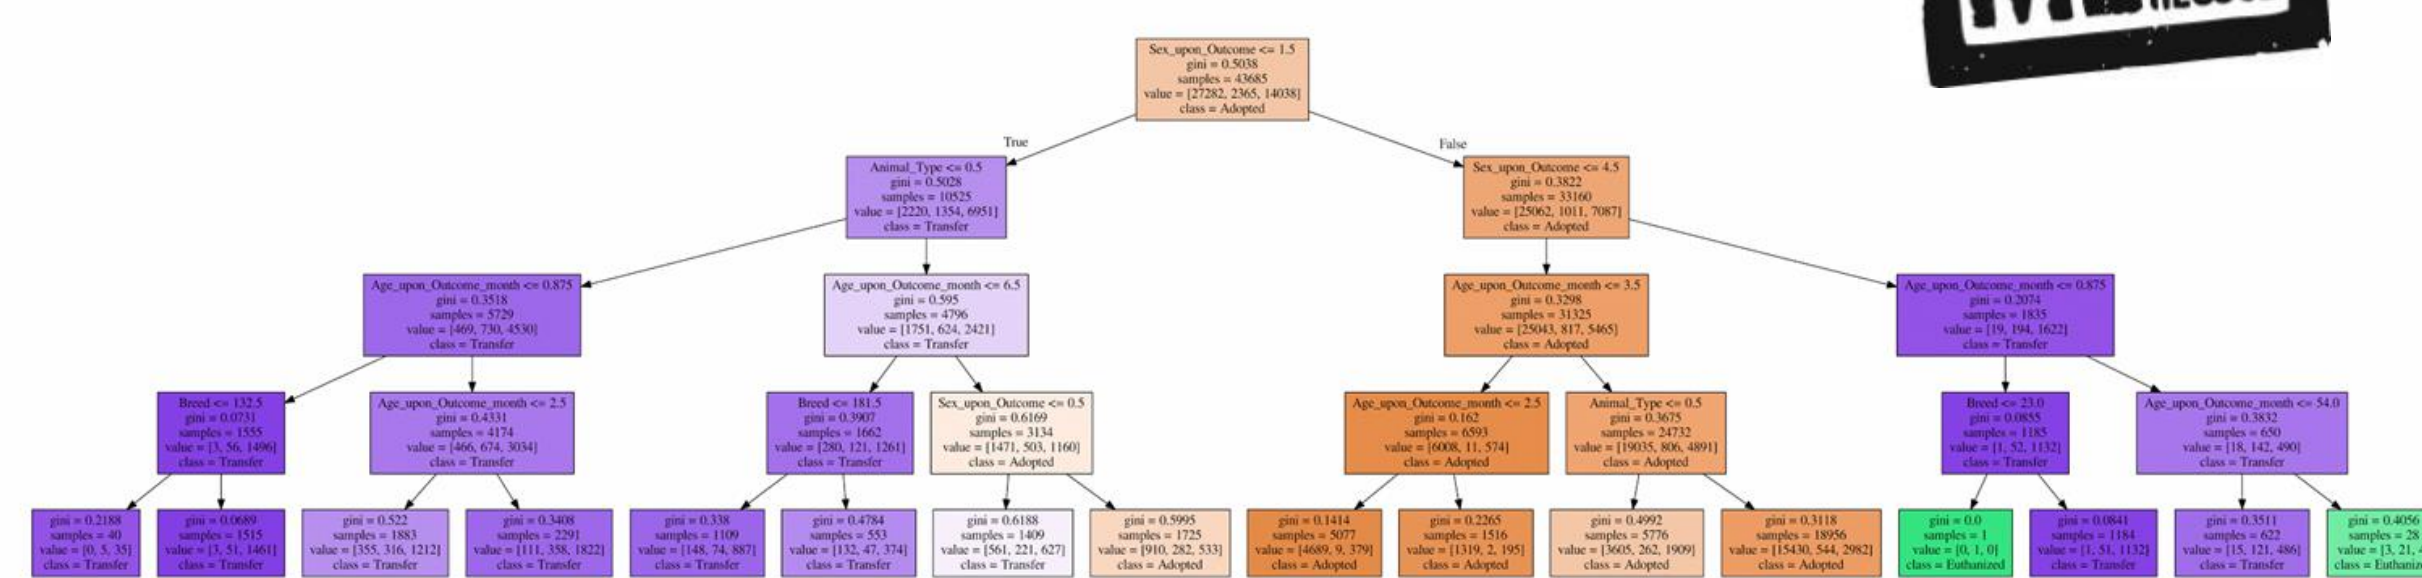 Sex_upon_Outcome <= 1.5
gini = 0.5038
samples = 43685
value = [27282, 2365, 14038]
class = Adopted
True
False
Animal_Type <= 0.5
gini = 0.5028
samples = 10525
value = [2220, 1354, 6951]
class = Transfer
Sex_upon_Outcome <= 4.5
gini = 0.3822
samples = 33160
value = [25062, 1011, 7087]
class = Adopted
Age_upon_Outcome_month <= 0.875
gini = 0.3518
samples = 5729
value = [469, 730, 4530]
class = Transfer
Age_upon_Outcome_month <= 6.5
gini = 0.595
samples = 4796
value = [1751, 624, 2421]
class = Transfer
Age_upon_Outcome_month <= 3.5
gini = 0.3298
samples = 31325
value = [25043, 817, 5465]
class = Adopted
Age_upon_Outcome_month <= 0.875
gini = 0.2074
samples = 1835
value = [19, 194, 1622]
class = Transfer
Breed <= 132.5
gini = 0.0731
samples = 1555
value = [3, 56, 1496]
class = Transfer
Age_upon_Outcome_month <= 2.5
gini = 0.4331
samples = 4174
value = [466, 674, 3034]
class = Transfer
Breed <= 181.5
gini = 0.3907
samples = 1662
value = [280, 121, 1261]
class = Transfer
Sex_upon_Outcome <= 0.5
gini = 0.6169
samples = 3134
value = [1471, 503, 1160]
class = Adopted
Age_upon_Outcome_month <= 2.5
gini = 0.162
samples = 6593
value = [6008, 11, 574]
class = Adopted
Animal_Type <= 0.5
gini = 0.3675
samples = 24732
value = [19035, 806, 4891]
class = Adopted
Breed <= 23.0
gini = 0.0855
samples = 1185
value = [1, 52, 1132]
class = Transfer
Age_upon_Outcome_month <= 54.0
gini = 0.3832
samples = 650
value = [18, 142, 490]
class = Transfer
gini = 0.2188
samples = 40
value = [0, 5, 35]
class = Transfer
gini = 0.0689
samples = 1515
value = [3, 51, 1461]
class = Transfer
gini = 0.522
samples = 1883
value = [355, 316, 1212]
class = Transfer
gini = 0.3408
samples = 2291
value = [111, 358, 1822]
class = Transfer
gini = 0.338
samples = 1109
value = [148, 74, 887]
class = Transfer
gini = 0.4784
samples = 553
value = [132, 47, 374]
class = Transfer
gini = 0.6188
samples = 1409
value = [561, 221, 627]
class = Transfer
gini = 0.5995
samples = 1725
value = [910, 282, 533]
class = Adopted
gini = 0.1414
samples = 5077
value = [4689, 9, 379]
class = Adopted
gini = 0.2265
samples = 1516
value = [1319, 2, 195]
class = Adopted
gini = 0.4992
samples = 5776
value = [3605, 262, 1909]
class = Adopted
gini = 0.3118
samples = 18956
value = [15430, 544, 2982]
class = Adopted
gini = 0.0
samples = 1
value = [0, 1, 0]
class = Euthanized
gini = 0.0841
samples = 1184
value = [1, 51, 1132]
class = Transfer
gini = 0.3511
samples = 622
value = [15, 121, 486]
class = Transfer
gini = 0.4056
samples = 28
value = [3, 21, 4
class = Euthaniz